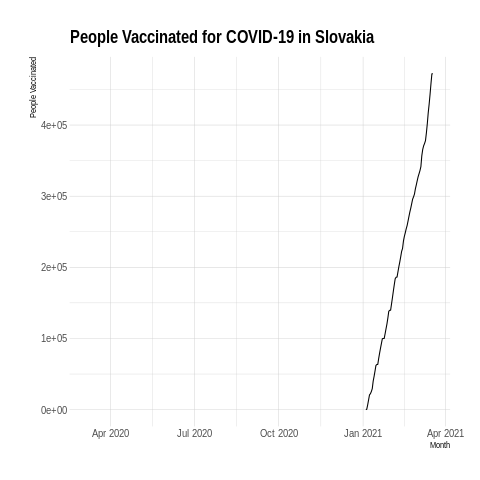 People Vaccinated for COVID-19 in Slovakia
People Vaccinated
4e+05
3e+05
2e+05
1e+05
0e+00
Apr 2020 Jul 2020 Oct 2020 Jan 2021 Apr 2021
Month